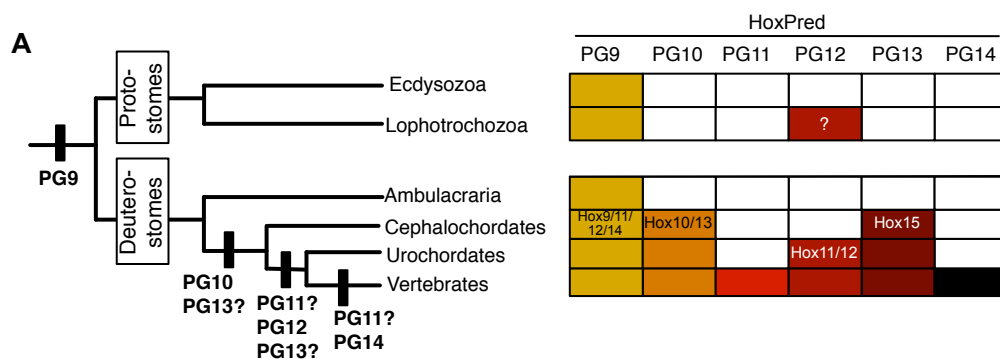 A
HoxPred
PG9 PG10 PG11 PG12 PG13 PG14
Proto-
stomes
Ecdysozoa
Lophotrochozoa
?
PG9
Deutero-
stomes
Ambulacraria
Cephalochordates
Hox9/11/
12/14
Hox10/13
Hox15
Urochordates
Hox11/12
Vertebrates
PG10
PG13?
PG11?
PG12
PG13?
PG11?
PG14